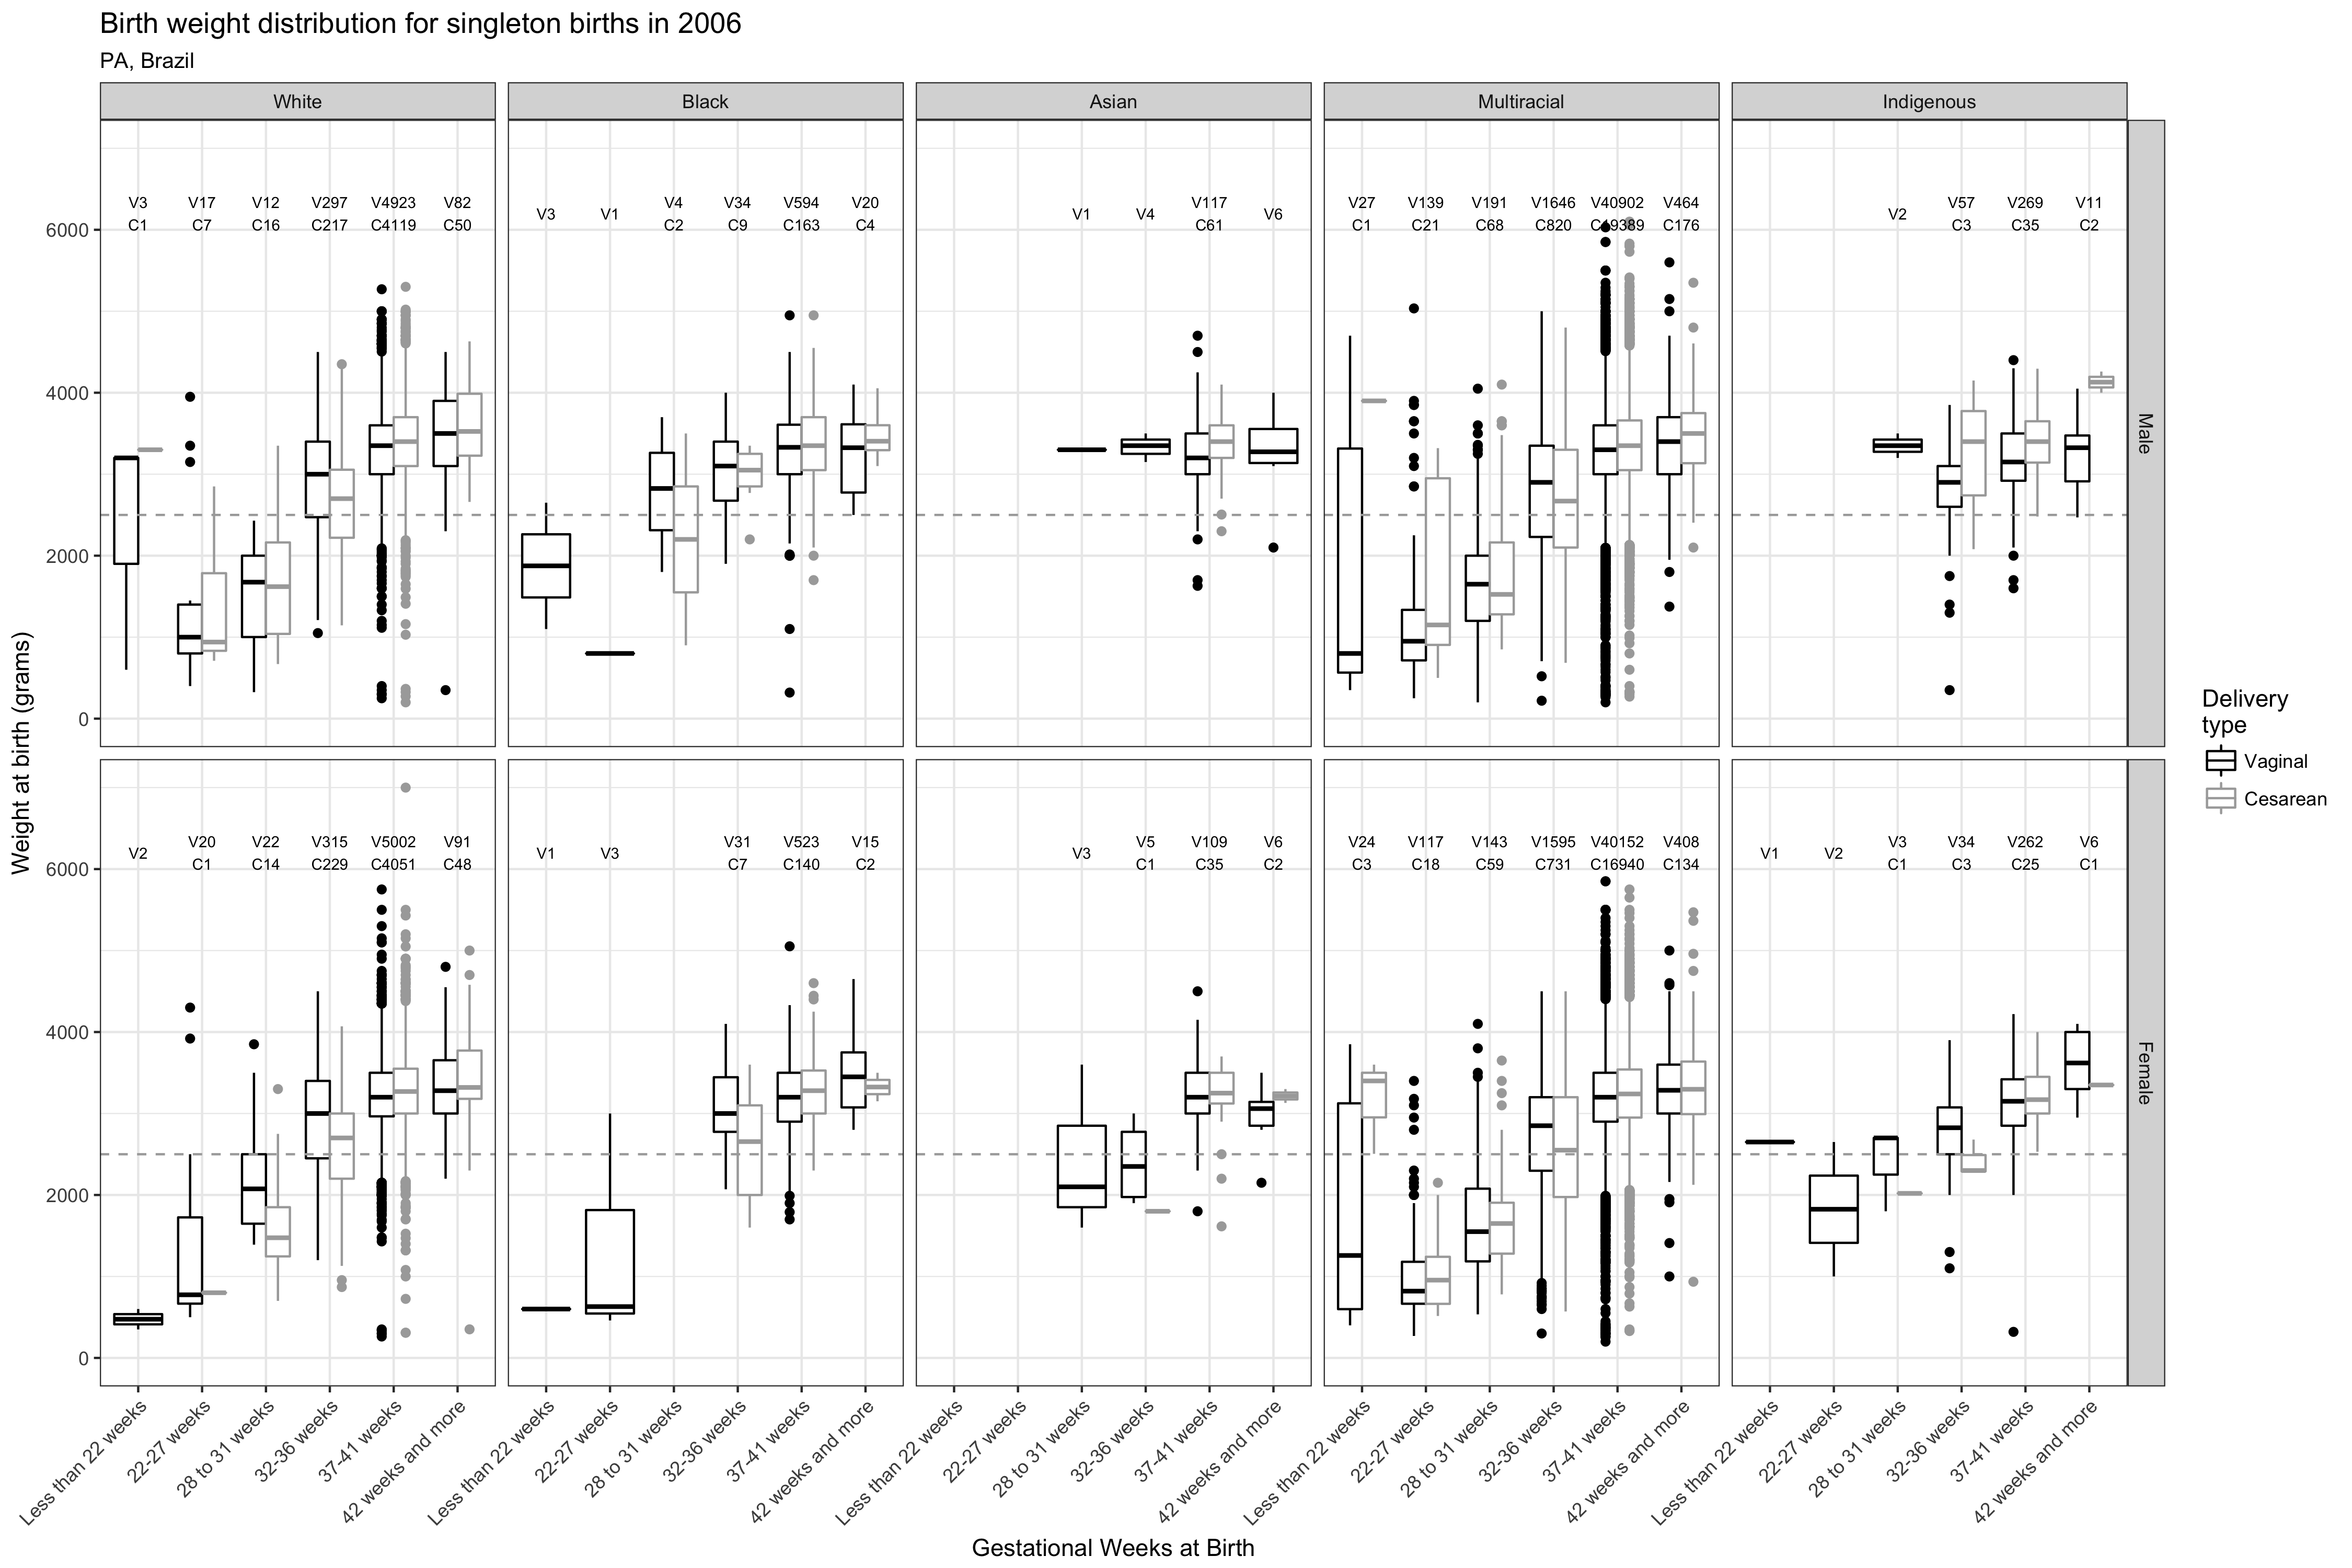 Birth weight distribution for singleton births in 2006
PA, Brazil
White Black Asian Multiracial Indigenous
V3 V17 V12 V297 V4923 V82
C1 C7 C16 C217 C4119 C50
V3 V1 V4 V34 V594 V20
C2 C9 C163 C4
V1 V4 V117 V6
C61
V27 V139 V191 V1646 V40902 V464
C1 C21 C68 C820 C19389 C176
V2 V57 V269 V11
C3 C35 C2
6000
4000
2000
0
Male
V2 V20 V22 V315 V5002 V91
C1 C14 C229 C4051 C48
V1 V3 V31 V523 V15
C7 C140 C2
V3 V5 V109 V6
C1 C35 C2
V24 V117 V143 V1595 V40152 V408
C3 C18 C59 C731 C16940 C134
V1 V2 V3 V34 V262 V6
C1 C3 C25 C1
6000
4000
2000
0
Female
Weight at birth (grams)
Less than 22 weeks
22-27 weeks
28 to 31 weeks
32-36 weeks
37-41 weeks
42 weeks and more
Less than 22 weeks
22-27 weeks
28 to 31 weeks
32-36 weeks
37-41 weeks
42 weeks and more
Less than 22 weeks
22-27 weeks
28 to 31 weeks
32-36 weeks
37-41 weeks
42 weeks and more
Less than 22 weeks
22-27 weeks
28 to 31 weeks
32-36 weeks
37-41 weeks
42 weeks and more
Less than 22 weeks
22-27 weeks
28 to 31 weeks
32-36 weeks
37-41 weeks
42 weeks and more
Gestational Weeks at Birth
Delivery
type
Vaginal
Cesarean